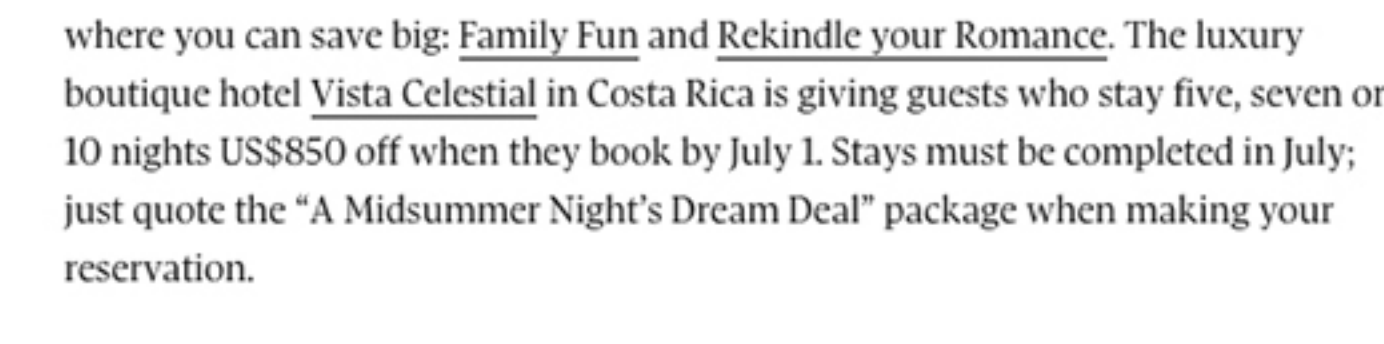 where you can save big: Family Fun and Rekindle your Romance. The luxury
boutique hotel Vista Celestial in Costa Rica is giving guests who stay five, seven or
10 nights US$850 off when they book by July 1. Stays must be completed in July;
just quote the “A Midsummer Night’s Dream Deal” package when making your
reservation.